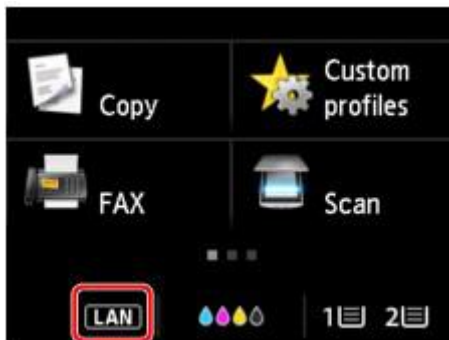 Copy
Custom
profiles
FAX
Scan
LAN
1 2